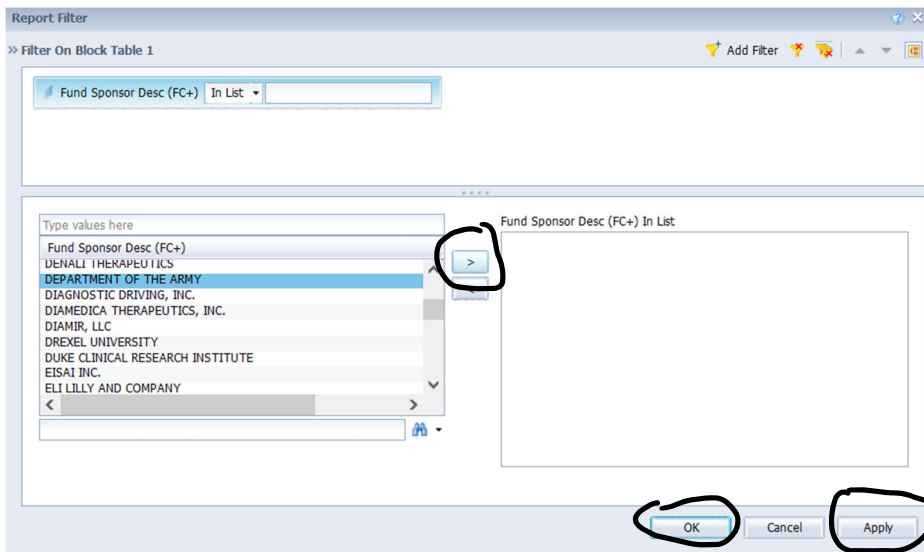 Report Filter
» Filter On Block Table 1
Add Filter
Fund Sponsor Desc (FC+) In List
Type values here
Fund Sponsor Desc (FC+)
DENALI THERAPEUTICS
DEPARTMENT OF THE ARMY
DIAGNOSTIC DRIVING, INC.
DIAMEDICA THERAPEUTICS, INC.
DIAMIR, LLC
DREXEL UNIVERSITY
DUKE CLINICAL RESEARCH INSTITUTE
EISAI INC.
ELI LILLY AND COMPANY
>
<
Fund Sponsor Desc (FC+) In List
OK Cancel Apply